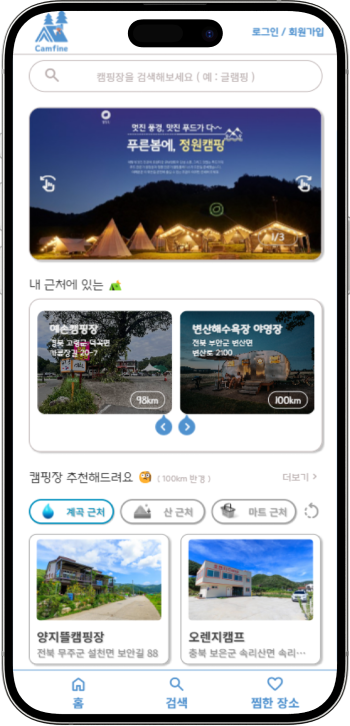 Camfine
로그인 / 회원가입
캠핑장을 검색해보세요 ( 예 : 글램핑 )
멋진 풍경, 맛진 푸드가 다~~
푸른봄에, 정원캠핑
1/3
내 근처에 있는
예손캠핑장
경북 고령군 덕곡면
98km
변산해수욕장 야영장
전북 부안군 변산면
변산로 2100
100km
캠핑장 추천해드려요 ( 100km 반경 )
더보기 >
계곡 근처
산 근처
마트 근처
양지뜰캠핑장
전북 무주군 설천면 보안길 88
오렌지캠프
충북 보은군 속리산면 속리…
홈
검색
찜한 장소